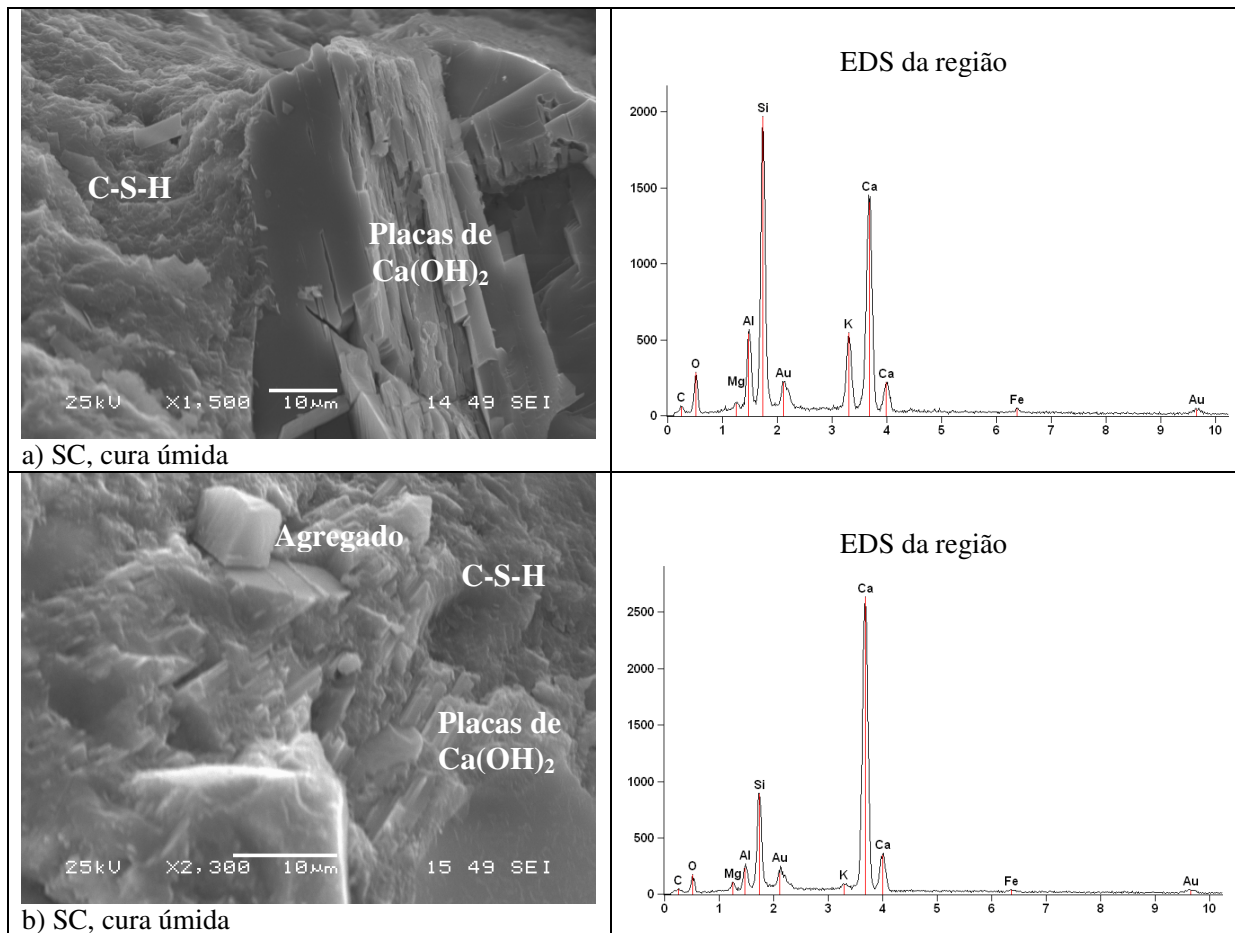 C-S-H
Placas de
Ca(OH)2
25kV X1,500 10μm 14 49 SEI
a) SC, cura úmida
EDS da região
2000
1500
1000
500
0
C
O
Mg
Al
Si
Au
K
Ca
Ca
Fe
Au
0 1 2 3 4 5 6 7 8 9 10
Agregado
C-S-H
Placas de
Ca(OH)2
25kV X2,300 10μm 15 49 SEI
b) SC, cura úmida
EDS da região
2500
2000
1500
1000
500
0
C
O
Mg
Al
Si
Au
K
Ca
Ca
Fe
Au
0 1 2 3 4 5 6 7 8 9 10